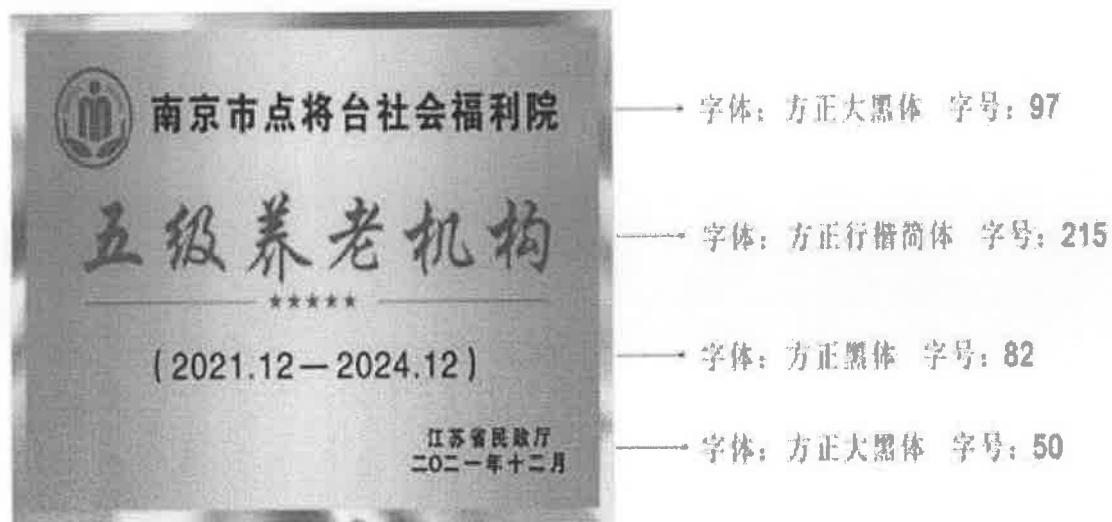 南京市点将台社会福利院
字体：方正大黑体 字号：97
五级养老机构
字体：方正行楷简体 字号：215
★★★★★
(2021.12—2024.12)
字体：方正黑体 字号：82
江苏省民政厅
二〇二一年十二月
字体：方正大黑体 字号：50